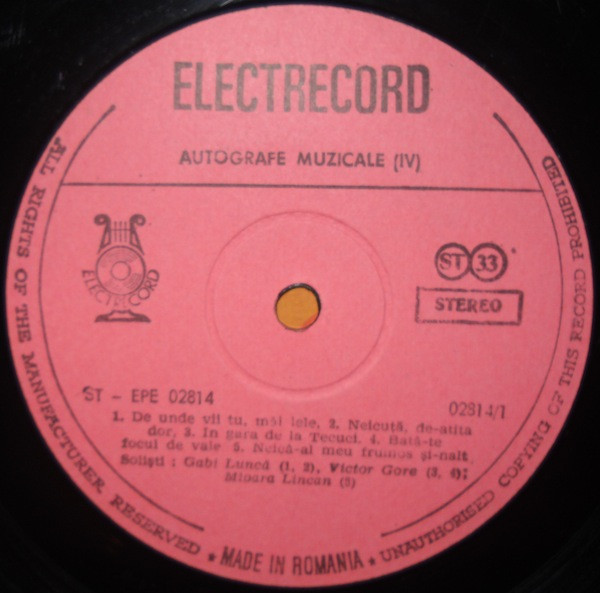 ELECTRECORD
AUTOGRAFE MUZICALE (IV)
ELECTRECORD
ST 33
STEREO
ST - EPE 02814
02814/1
1. De unde vii tu, măi lele, 2. Neicuță, de-atîta
dor, 3. In gara de la Tecuci, 4. Bată-te
focul de vale 5. Neică-al meu frumos și-nalt
Soliști : Gabi Luncă (1, 2), Victor Gore (3, 4);
Mioara Lincan (5)
ALL RIGHTS OF THE MANUFACTURER RESERVED ★ MADE IN ROMANIA ★ UNAUTHORISED COPYING OF THIS RECORD PROHIBITED